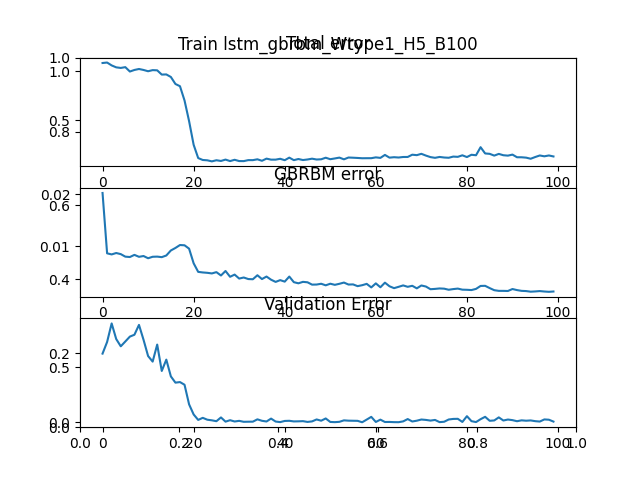 Train lstm_gbrbm_Wtype1_H5_B100
Total error
1.0
1.0
0.5
0.8
0 20 40 60 80 100
GBRBM error
0.02
0.6
0.01
0.4
0 20 40 60 80 100
Validation Error
0.2
0.5
0.0
0.0
0.0 0 0.2 20 0.4 40 0.6 60 80 0.8 100 1.0